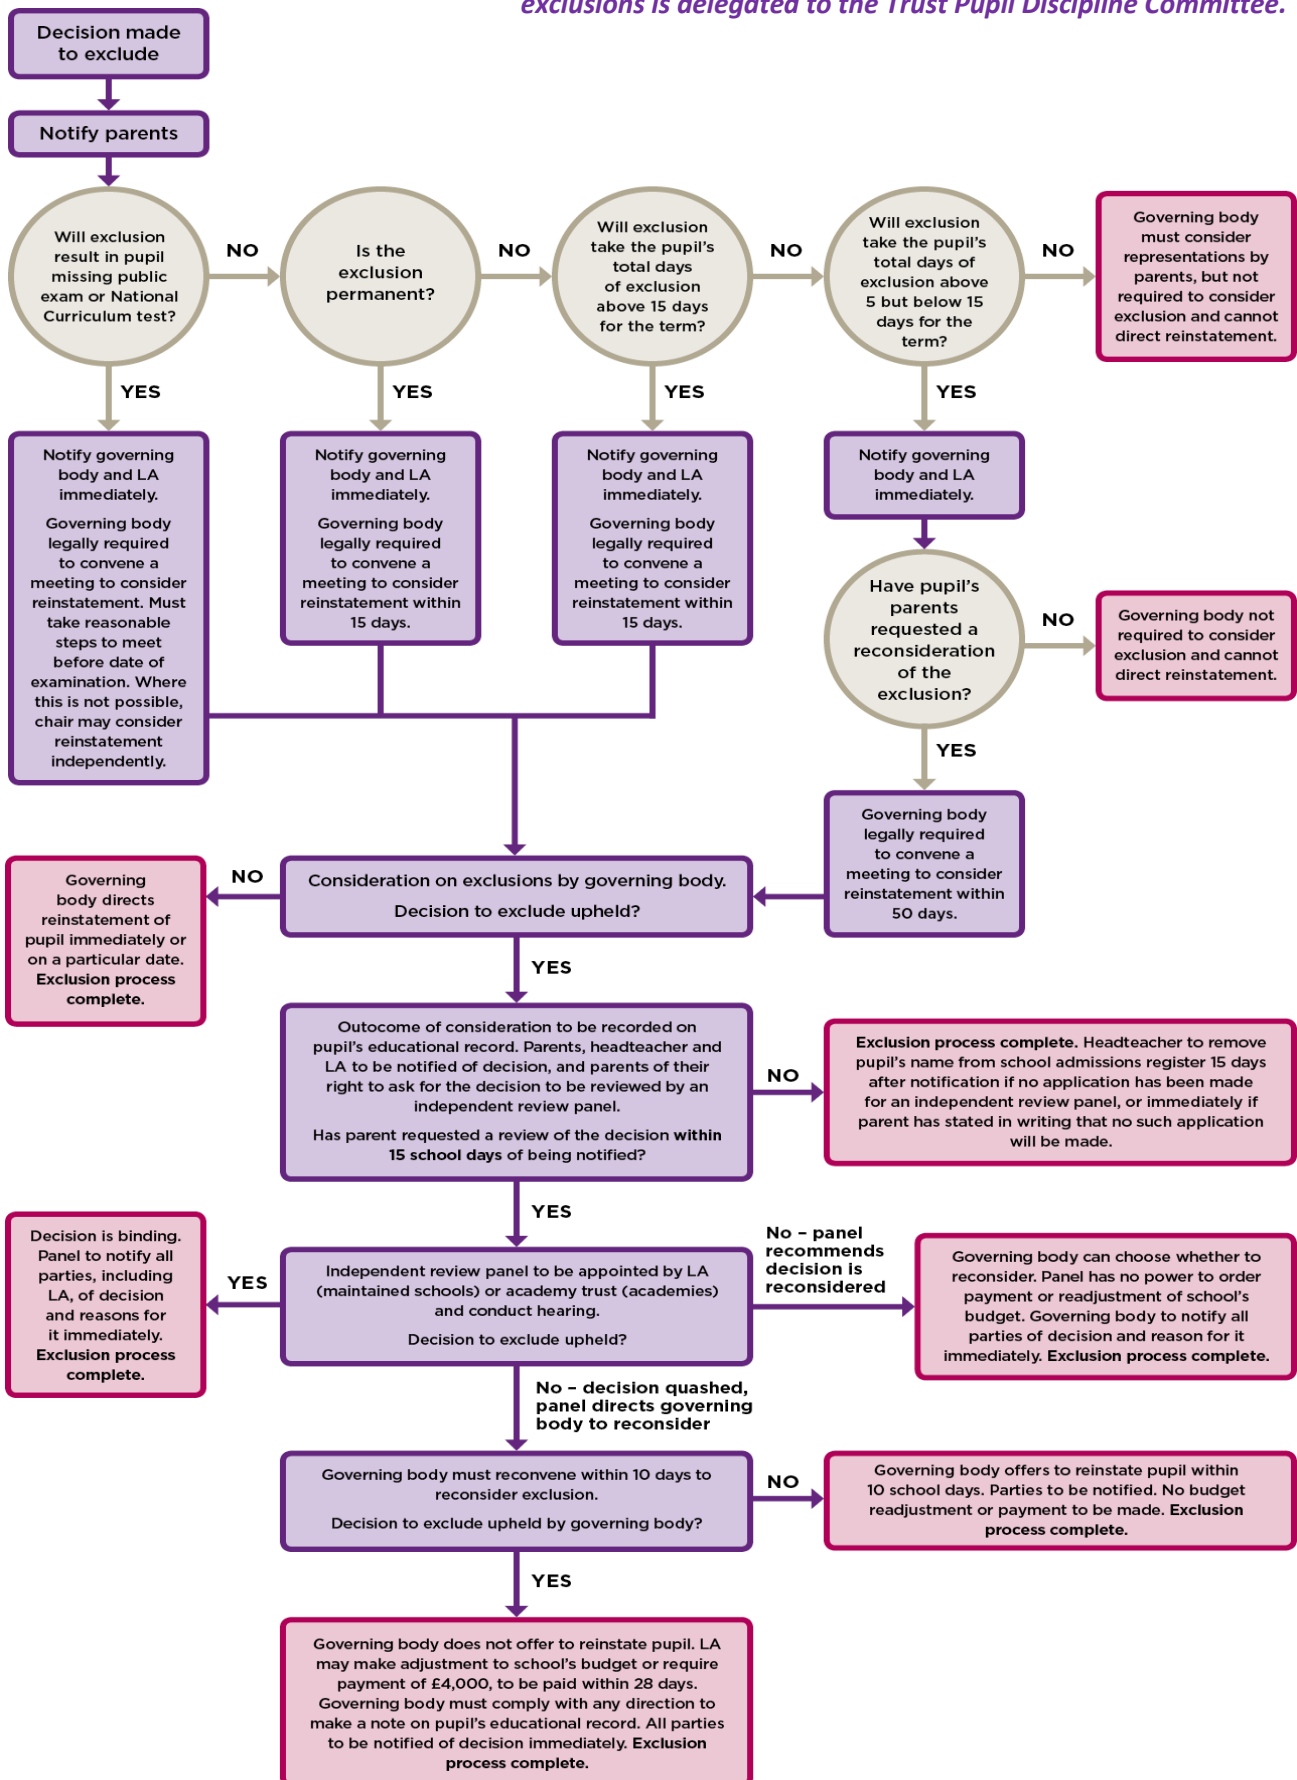 exclusions is delegated to the Trust Pupil Discipline Committee.
Decision made
to exclude
Notify parents
Will exclusion
result in pupil
missing public
exam or National
Curriculum test?
NO
Is the
exclusion
permanent?
NO
Will exclusion
take the pupil's
total days
of exclusion
above 15 days
for the term?
NO
Will exclusion
take the pupil's
total days of
exclusion above
5 but below 15
days for the
term?
NO
Governing body
must consider
representations by
parents, but not
required to consider
exclusion and cannot
direct reinstatement.
YES
YES
YES
YES
Notify governing
body and LA
immediately.
Governing body
legally required
to convene a
meeting to consider
reinstatement. Must
take reasonable
steps to meet
before date of
examination. Where
this is not possible,
chair may consider
reinstatement
independently.
Notify governing
body and LA
immediately.
Governing body
legally required
to convene a
meeting to consider
reinstatement within
15 days.
Notify governing
body and LA
immediately.
Governing body
legally required
to convene a
meeting to consider
reinstatement within
15 days.
Notify governing
body and LA
immediately.
Have pupil's
parents
requested a
reconsideration
of the
exclusion?
NO
Governing body not
required to consider
exclusion and cannot
direct reinstatement.
YES
Governing body
legally required
to convene a
meeting to consider
reinstatement within
50 days.
Consideration on exclusions by governing body.
Decision to exclude upheld?
NO
Governing
body directs
reinstatement of
pupil immediately or
on a particular date.
Exclusion process
complete.
YES
Outocome of consideration to be recorded on
pupil's educational record. Parents, headteacher and
LA to be notified of decision, and parents of their
right to ask for the decision to be reviewed by an
independent review panel.
Has parent requested a review of the decision within
15 school days of being notified?
NO
Exclusion process complete. Headteacher to remove
pupil's name from school admissions register 15 days
after notification if no application has been made
for an independent review panel, or immediately if
parent has stated in writing that no such application
will be made.
YES
Independent review panel to be appointed by LA
(maintained schools) or academy trust (academies)
and conduct hearing.
Decision to exclude upheld?
YES
Decision is binding.
Panel to notify all
parties, including
LA, of decision
and reasons for
it immediately.
Exclusion process
complete.
No – panel
recommends
decision is
reconsidered
Governing body can choose whether to
reconsider. Panel has no power to order
payment or readjustment of school's
budget. Governing body to notify all
parties of decision and reason for it
immediately. Exclusion process complete.
No – decision quashed,
panel directs governing
body to reconsider
Governing body must reconvene within 10 days to
reconsider exclusion.
Decision to exclude upheld by governing body?
NO
Governing body offers to reinstate pupil within
10 school days. Parties to be notified. No budget
readjustment or payment to be made. Exclusion
process complete.
YES
Governing body does not offer to reinstate pupil. LA
may make adjustment to school's budget or require
payment of £4,000, to be paid within 28 days.
Governing body must comply with any direction to
make a note on pupil's educational record. All parties
to be notified of decision immediately. Exclusion
process complete.